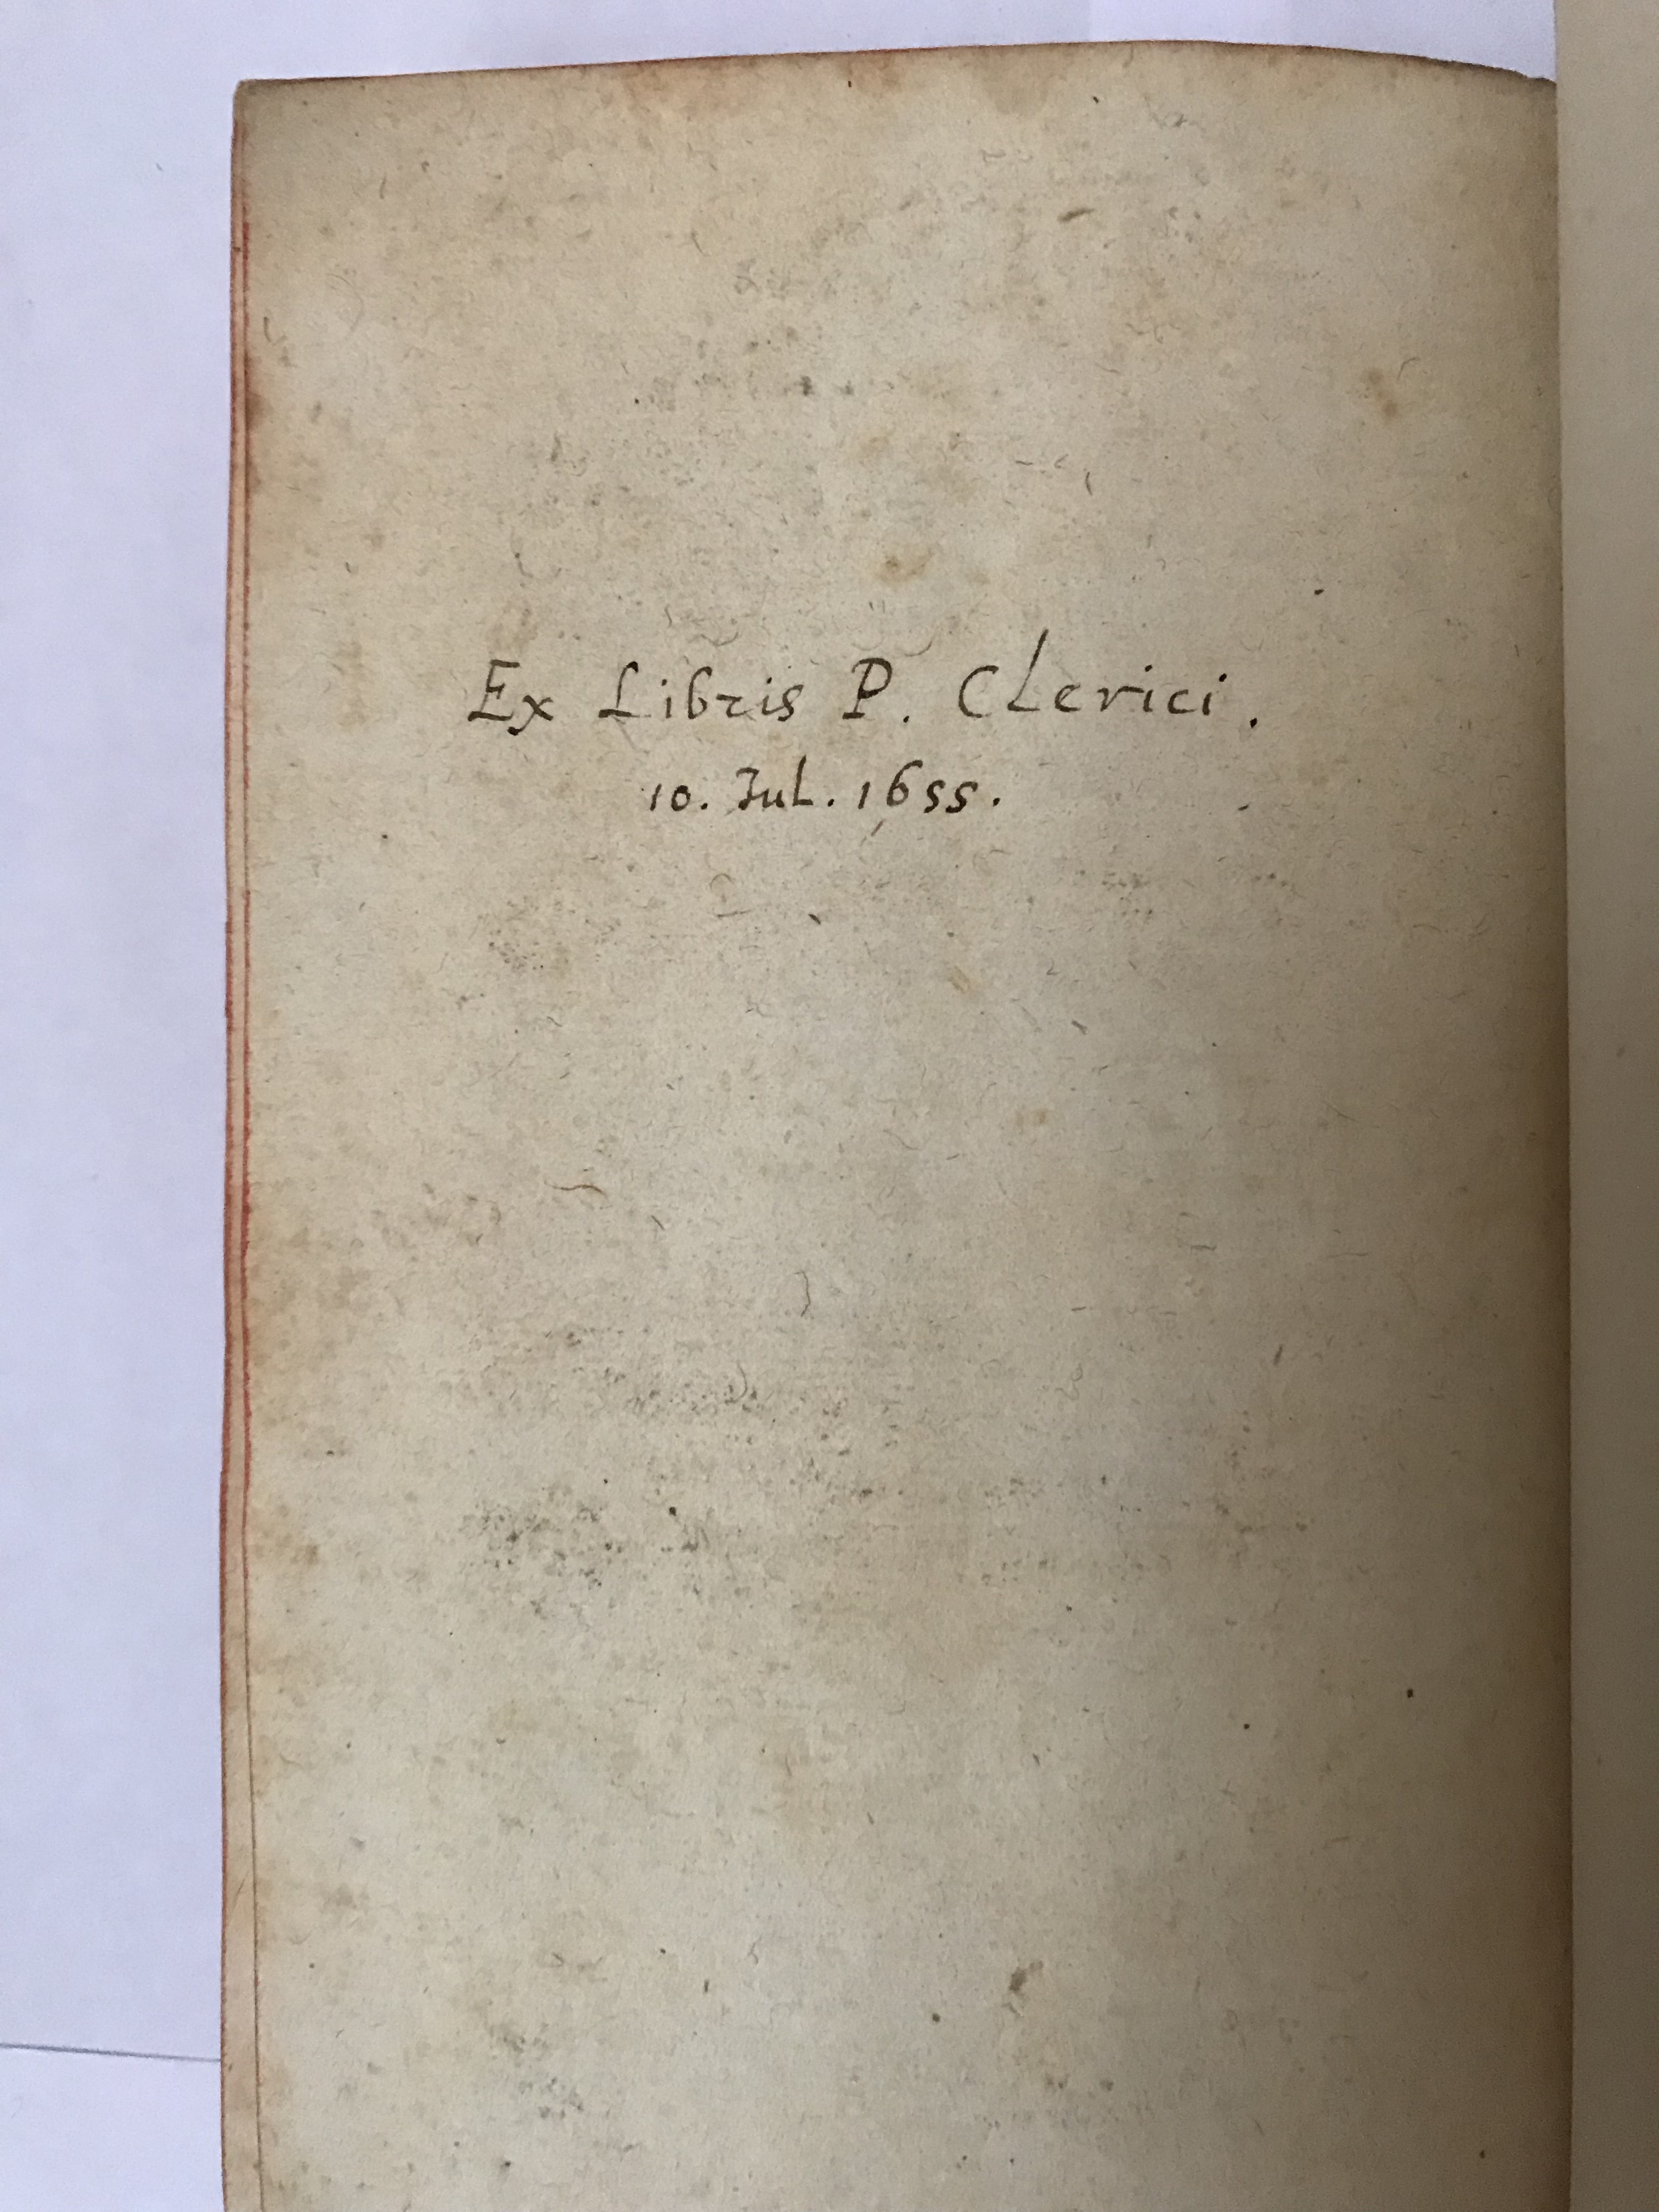 Ex Libris P. Clerici.
10. Jul. 1655.